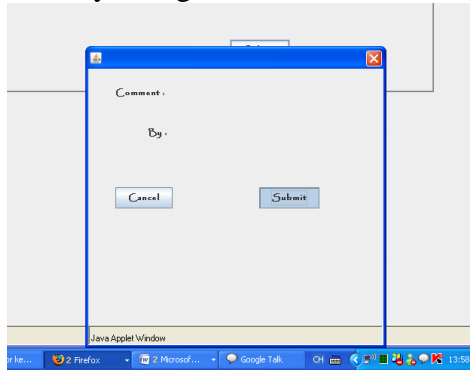 Comment :
By :
Cancel Submit
Java Applet Window
2 Firefox 2 Microsof... Google Talk CH 13:58